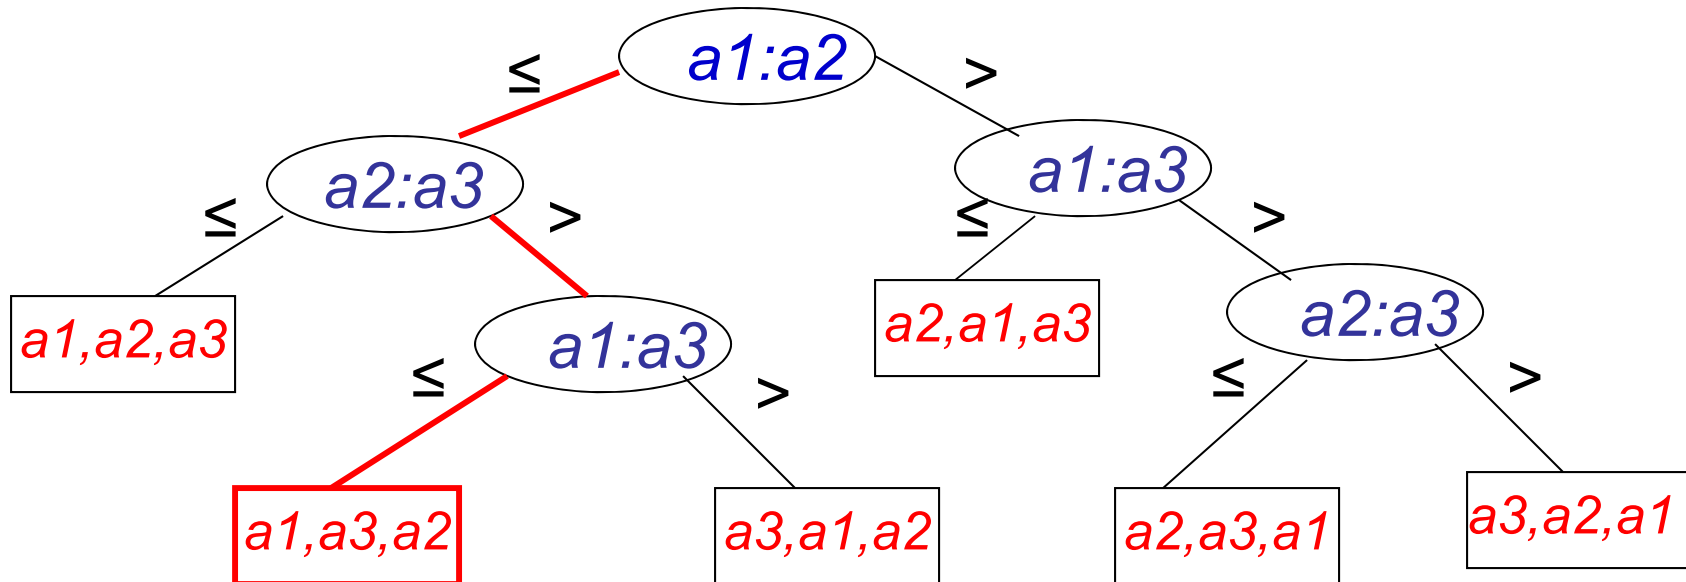 a1:a2
≤
>
a2:a3
a1:a3
≤
>
≤
>
a1,a2,a3
a1:a3
a2,a1,a3
a2:a3
≤
>
≤
>
a1,a3,a2
a3,a1,a2
a2,a3,a1
a3,a2,a1